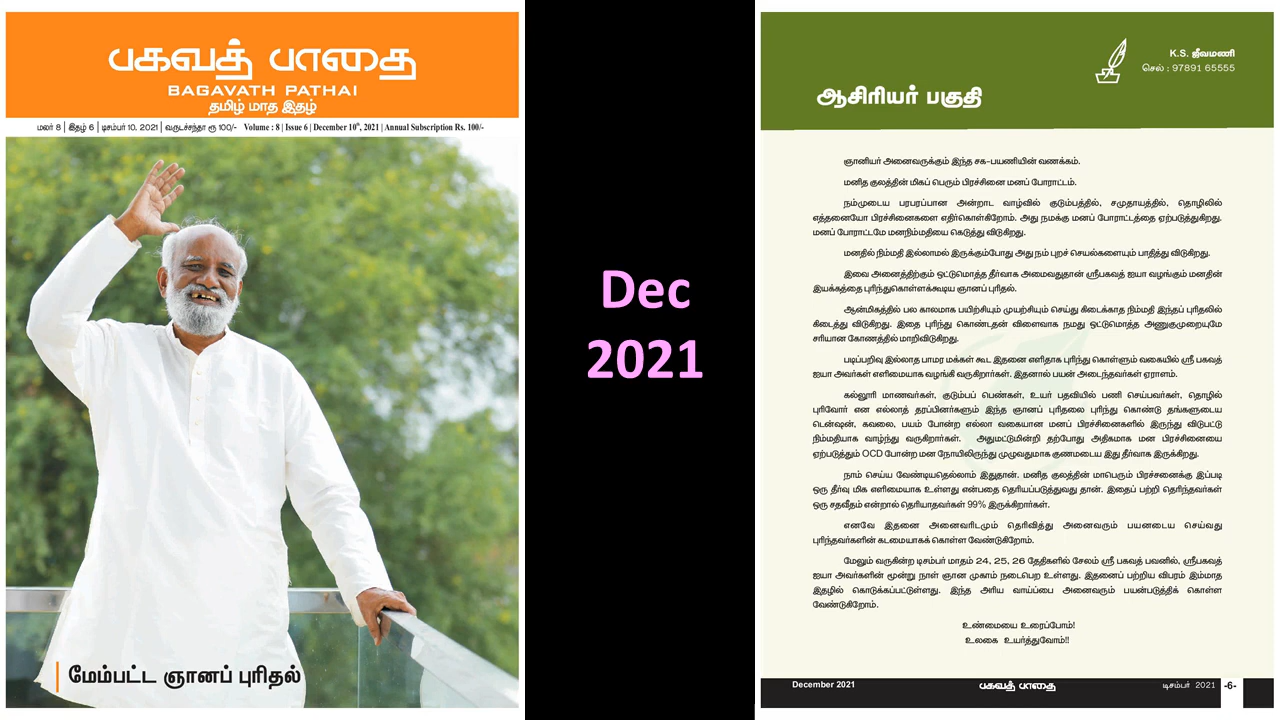 பகவத் பாதை
BAGAVATH PATHAI
தமிழ் மாத இதழ்
மலர் 8 | இதழ் 6 | டிசம்பர் 10. 2021 | வருடச்சந்தா ரூ 100/- Volume : 8 | Issue 6 | December 10th, 2021 | Annual Subscription Rs. 100/-
மேம்பட்ட ஞானப் புரிதல்
Dec
2021
K.S. ஜீவமணி
செல் : 97891 65555
ஆசிரியர் பகுதி
ஞானியர் அனைவருக்கும் இந்த சக-பயணியின் வணக்கம்.
மனித குலத்தின் மிகப் பெரும் பிரச்சினை மனப் போராட்டம்.
நம்முடைய பரபரப்பான அன்றாட வாழ்வில் குடும்பத்தில், சமுதாயத்தில், தொழிலில்
எத்தனையோ பிரச்சினைகளை எதிர்கொள்கிறோம். அது நமக்கு மனப் போராட்டத்தை ஏற்படுத்துகிறது.
மனப் போராட்டமே மனநிம்மதியை கெடுத்து விடுகிறது.
மனதில் நிம்மதி இல்லாமல் இருக்கும்போது அது நம் புறச் செயல்களையும் பாதித்து விடுகிறது.
இவை அனைத்திற்கும் ஒட்டுமொத்த தீர்வாக அமைவதுதான் ஸ்ரீபகவத் ஐயா வழங்கும் மனதின்
இயக்கத்தை புரிந்துகொள்ளக்கூடிய ஞானப் புரிதல்.
ஆன்மிகத்தில் பல காலமாக பயிற்சியும் முயற்சியும் செய்து கிடைக்காத நிம்மதி இந்தப் புரிதலில்
கிடைத்து விடுகிறது. இதை புரிந்து கொண்டதன் விளைவாக நமது ஒட்டுமொத்த அணுகுமுறையுமே
சரியான கோணத்தில் மாறிவிடுகிறது.
படிப்பறிவு இல்லாத பாமர மக்கள் கூட இதனை எளிதாக புரிந்து கொள்ளும் வகையில் ஸ்ரீ பகவத்
ஐயா அவர்கள் எளிமையாக வழங்கி வருகிறார்கள். இதனால் பயன் அடைந்தவர்கள் ஏராளம்.
கல்லூரி மாணவர்கள், குடும்பப் பெண்கள், உயர் பதவியில் பணி செய்பவர்கள், தொழில்
புரிவோர் என எல்லாத் தரப்பினர்களும் இந்த ஞானப் புரிதலை புரிந்து கொண்டு தங்களுடைய
டென்ஷன், கவலை, பயம் போன்ற எல்லா வகையான மனப் பிரச்சினைகளில் இருந்து விடுபட்டு
நிம்மதியாக வாழ்ந்து வருகிறார்கள். அதுமட்டுமின்றி தற்போது அதிகமாக மன பிரச்சினையை
ஏற்படுத்தும் OCD போன்ற மன நோயிலிருந்து முழுவதுமாக குணமடைய இது தீர்வாக இருக்கிறது.
நாம் செய்ய வேண்டியதெல்லாம் இதுதான். மனித குலத்தின் மாபெரும் பிரச்சனைக்கு இப்படி
ஒரு தீர்வு மிக எளிமையாக உள்ளது என்பதை தெரியப்படுத்துவது தான். இதைப் பற்றி தெரிந்தவர்கள்
ஒரு சதவீதம் என்றால் தெரியாதவர்கள் 99% இருக்கிறார்கள்.
எனவே இதனை அனைவரிடமும் தெரிவித்து அனைவரும் பயனடைய செய்வது
புரிந்தவர்களின் கடமையாகக் கொள்ள வேண்டுகிறோம்.
மேலும் வருகின்ற டிசம்பர் மாதம் 24, 25, 26 தேதிகளில் சேலம் ஸ்ரீ பகவத் பவனில், ஸ்ரீபகவத்
ஐயா அவர்களின் மூன்று நாள் ஞான முகாம் நடைபெற உள்ளது. இதனைப் பற்றிய விபரம் இம்மாத
இதழில் கொடுக்கப்பட்டுள்ளது. இந்த அரிய வாய்ப்பை அனைவரும் பயன்படுத்திக் கொள்ள
வேண்டுகிறோம்.
உண்மையை உரைப்போம்!
உலகை உயர்த்துவோம்!!
December 2021 பகவத் பாதை டிசம்பர் 2021 -6-